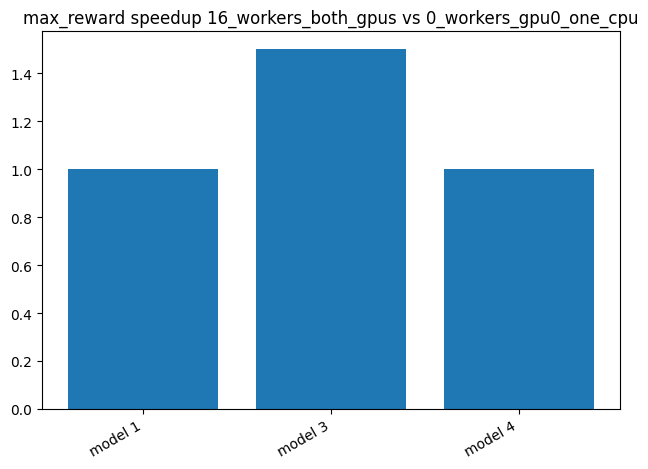 max_reward speedup 16_workers_both_gpus vs 0_workers_gpu0_one_cpu
1.4
1.2
1.0
0.8
0.6
0.4
0.2
0.0
model 1
model 3
model 4